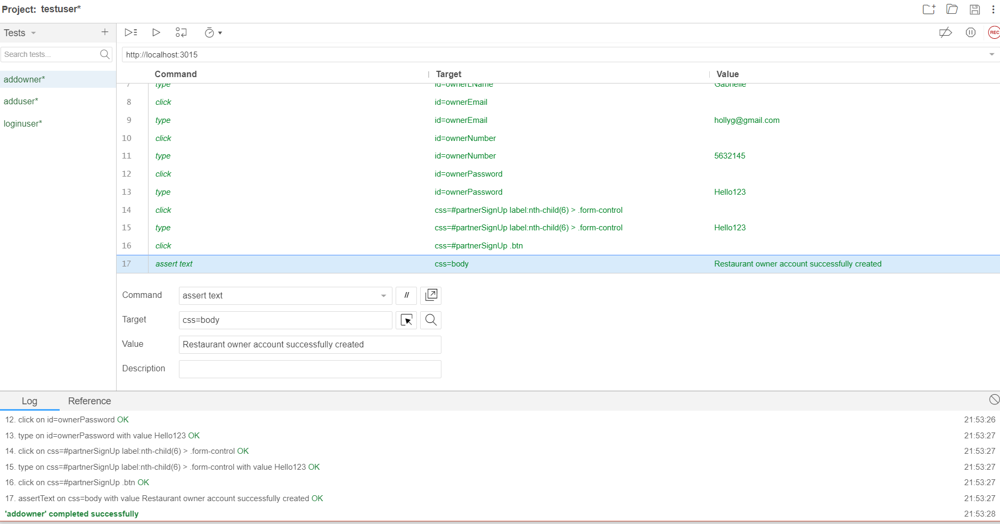 Project: testuser*
Tests
Search tests...
addowner*
adduser*
loginuser*
REC
http://localhost:3015
Command Target Value
7 type id=ownerLName Gabrielle
8 click id=ownerEmail
9 type id=ownerEmail hollyg@gmail.com
10 click id=ownerNumber
11 type id=ownerNumber 5632145
12 click id=ownerPassword
13 type id=ownerPassword Hello123
14 click css=#partnerSignUp label:nth-child(6) > .form-control
15 type css=#partnerSignUp label:nth-child(6) > .form-control Hello123
16 click css=#partnerSignUp .btn
17 assert text css=body Restaurant owner account successfully created
Command assert text //
Target css=body
Value Restaurant owner account successfully created
Description
Log Reference
12. click on id=ownerPassword OK 21:53:26
13. type on id=ownerPassword with value Hello123 OK 21:53:27
14. click on css=#partnerSignUp label:nth-child(6) > .form-control OK 21:53:27
15. type on css=#partnerSignUp label:nth-child(6) > .form-control with value Hello123 OK 21:53:27
16. click on css=#partnerSignUp .btn OK 21:53:27
17. assertText on css=body with value Restaurant owner account successfully created OK 21:53:27
'addowner' completed successfully 21:53:28